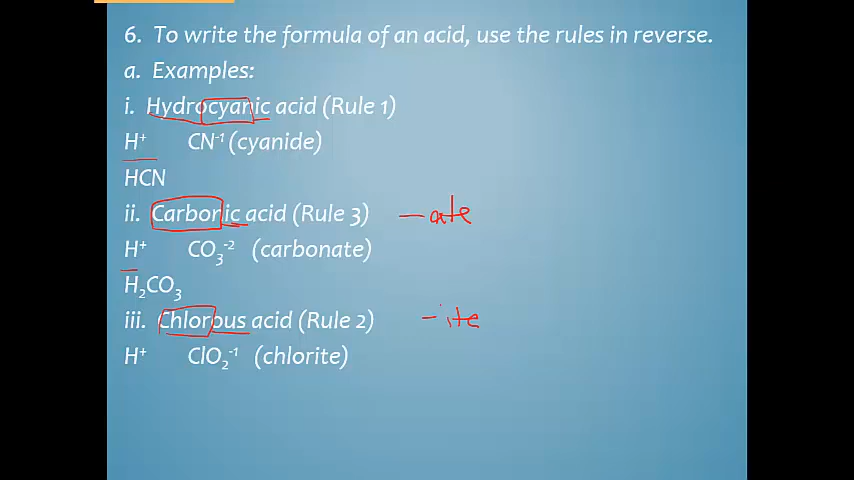 6. To write the formula of an acid, use the rules in reverse.
a. Examples:
i. Hydrocyanic acid (Rule 1)
H⁺ CN⁻¹ (cyanide)
HCN
ii. Carbonic acid (Rule 3) – ate
H⁺ CO₃⁻² (carbonate)
H₂CO₃
iii. Chlorous acid (Rule 2) – ite
H⁺ ClO₂⁻¹ (chlorite)